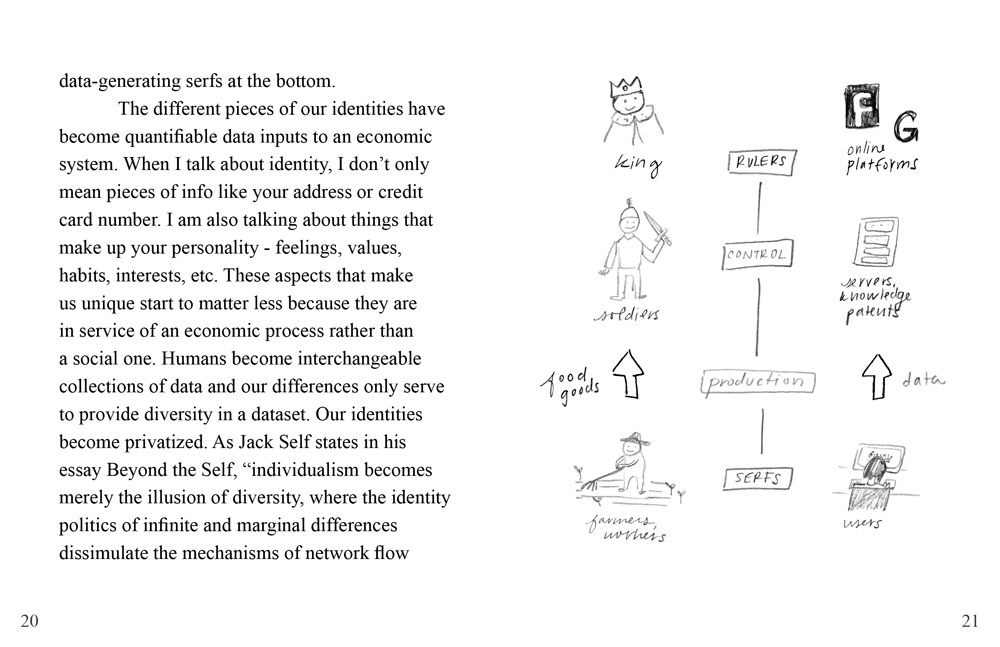 data-generating serfs at the bottom.
The different pieces of our identities have
become quantifiable data inputs to an economic
system. When I talk about identity, I don’t only
mean pieces of info like your address or credit
card number. I am also talking about things that
make up your personality - feelings, values,
habits, interests, etc. These aspects that make
us unique start to matter less because they are
in service of an economic process rather than
a social one. Humans become interchangeable
collections of data and our differences only serve
to provide diversity in a dataset. Our identities
become privatized. As Jack Self states in his
essay Beyond the Self, “individualism becomes
merely the illusion of diversity, where the identity
politics of infinite and marginal differences
dissimulate the mechanisms of network flow
20
king
RULERS
F
G
online
platforms
soldiers
CONTROL
servers,
knowledge
patents
food
goods
production
data
farmers,
workers
SERFS
users
21